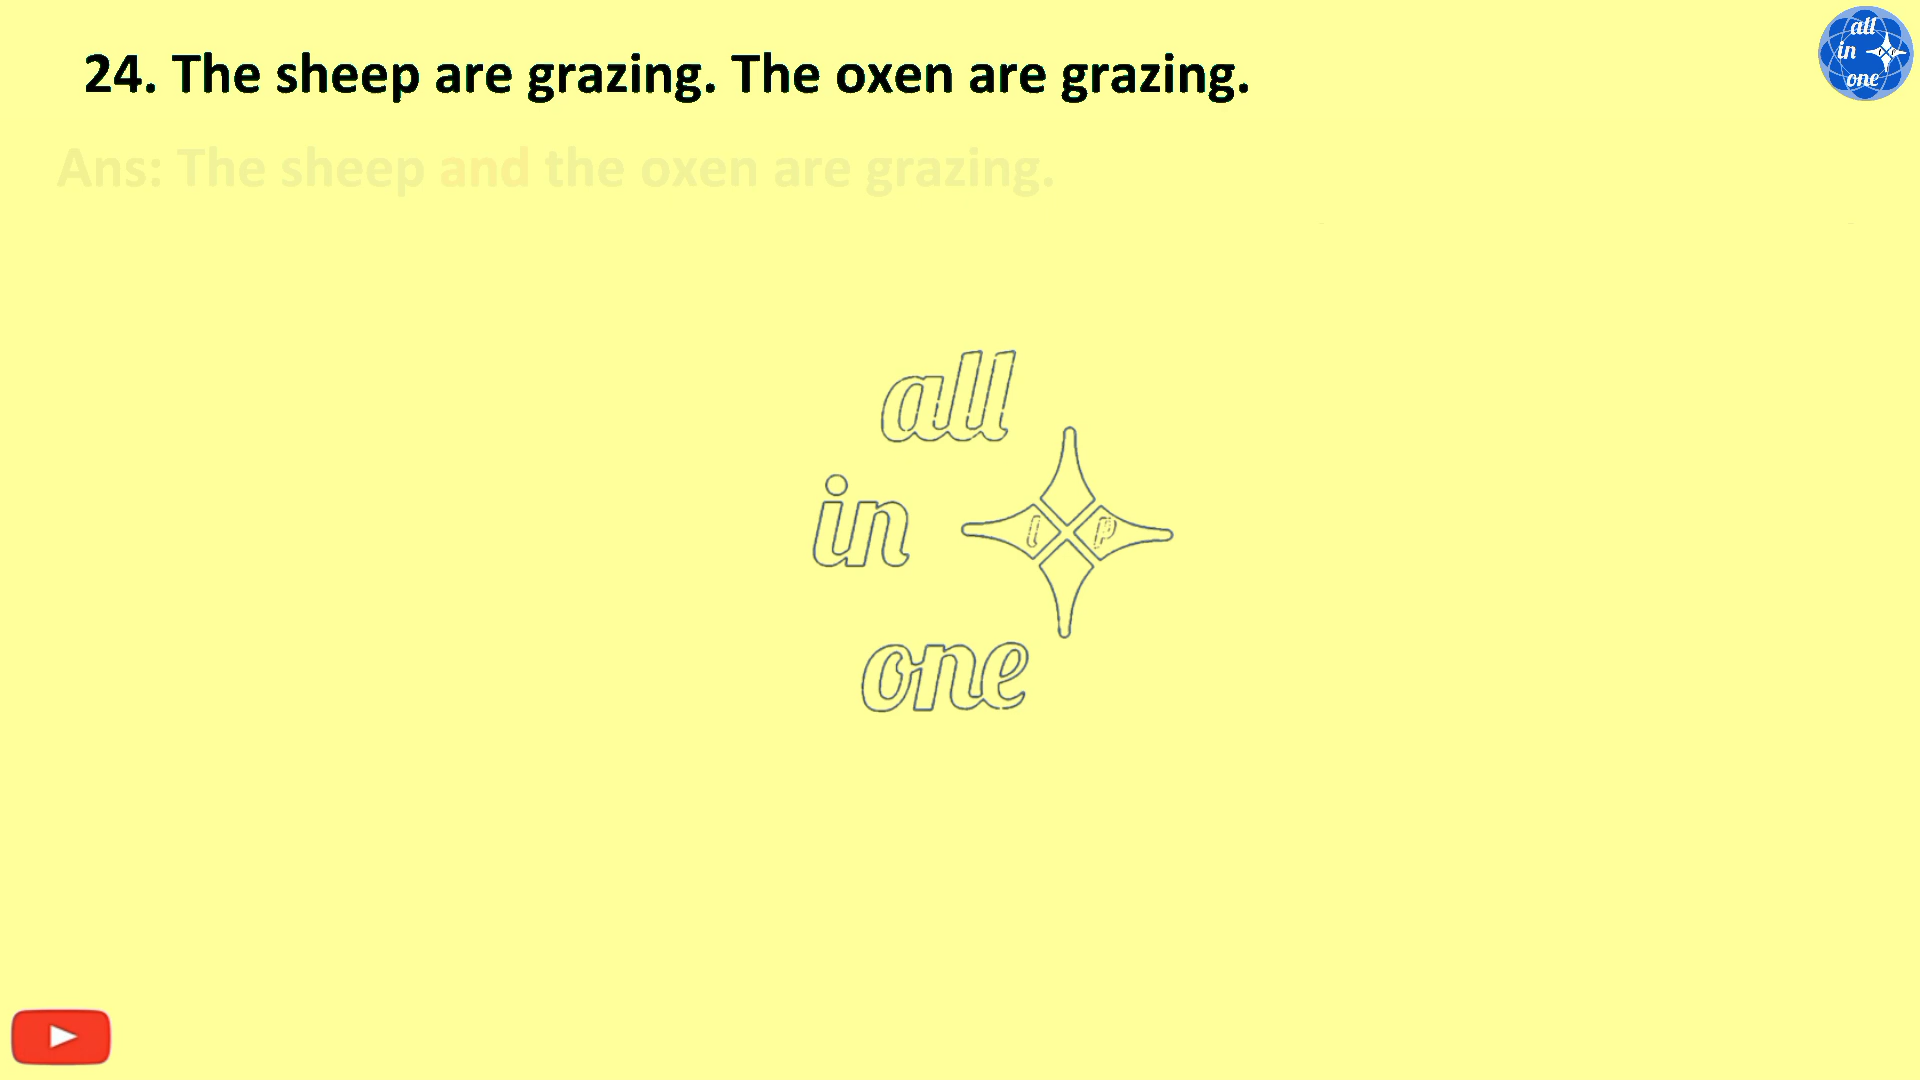 24. The sheep are grazing. The oxen are grazing.
all
in
one
Ans: The sheep and the oxen are grazing.
all
in
I P
one